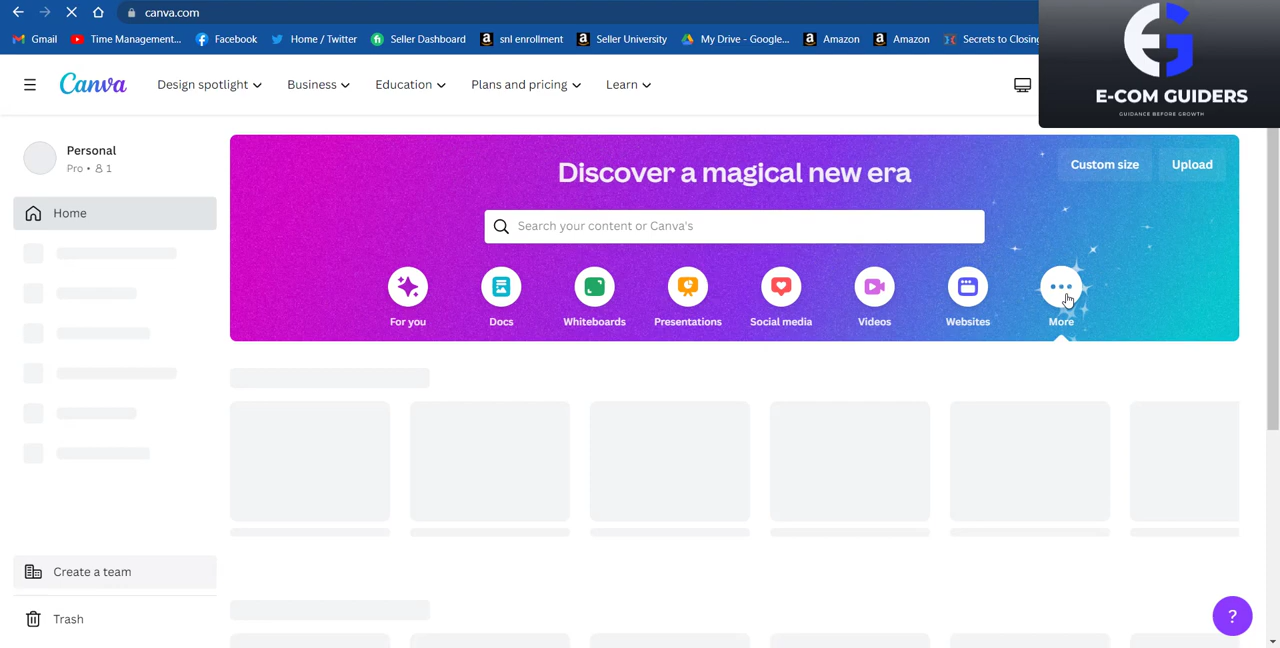 canva.com
Gmail
Time Management...
Facebook
Home / Twitter
Seller Dashboard
snl enrollment
Seller University
My Drive - Google...
Amazon
Amazon
Secrets to Closing
EG
E-COM GUIDERS
GUIDANCE BEFORE GROWTH
Canva
Design spotlight
Business
Education
Plans and pricing
Learn
Personal
Pro • 1
Home
Create a team
Trash
Discover a magical new era
Custom size
Upload
Search your content or Canva's
For you
Docs
Whiteboards
Presentations
Social media
Videos
Websites
More
?